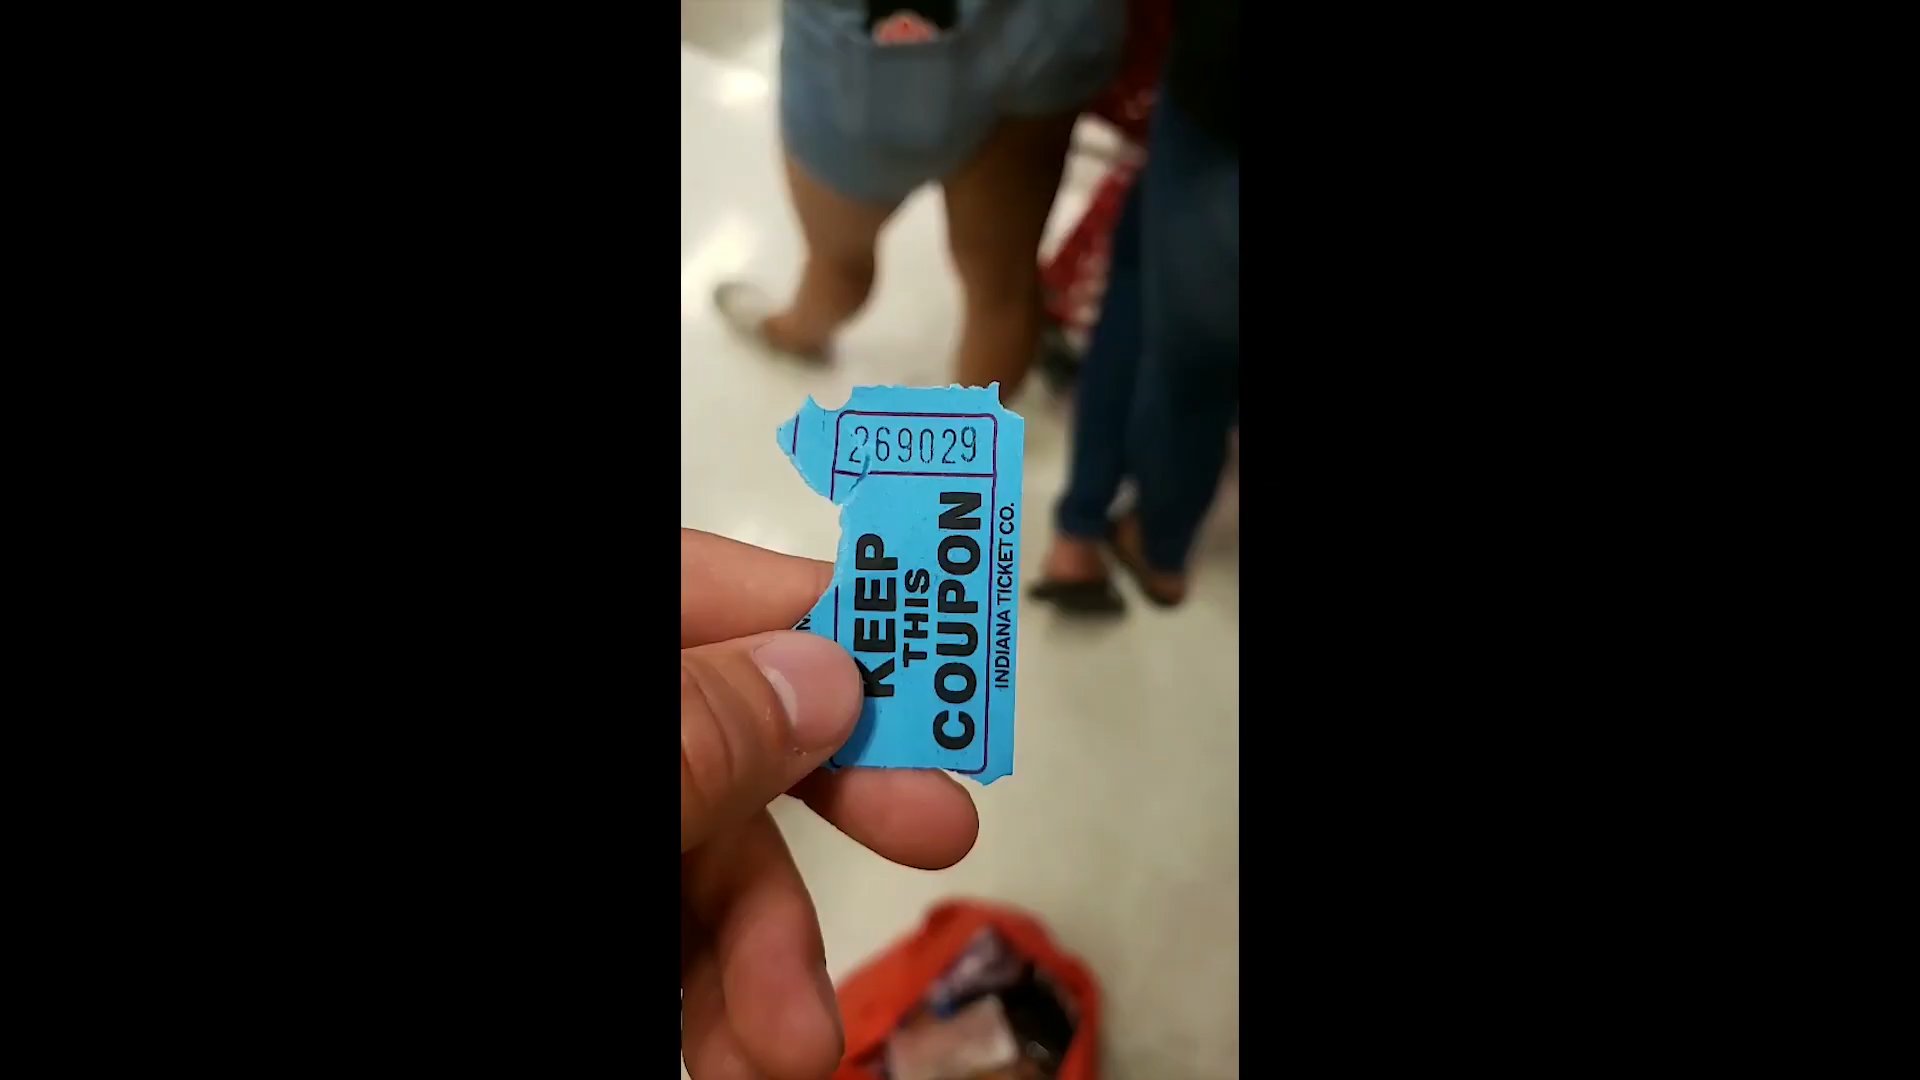 269029
KEEP
THIS
COUPON
INDIANA TICKET CO.